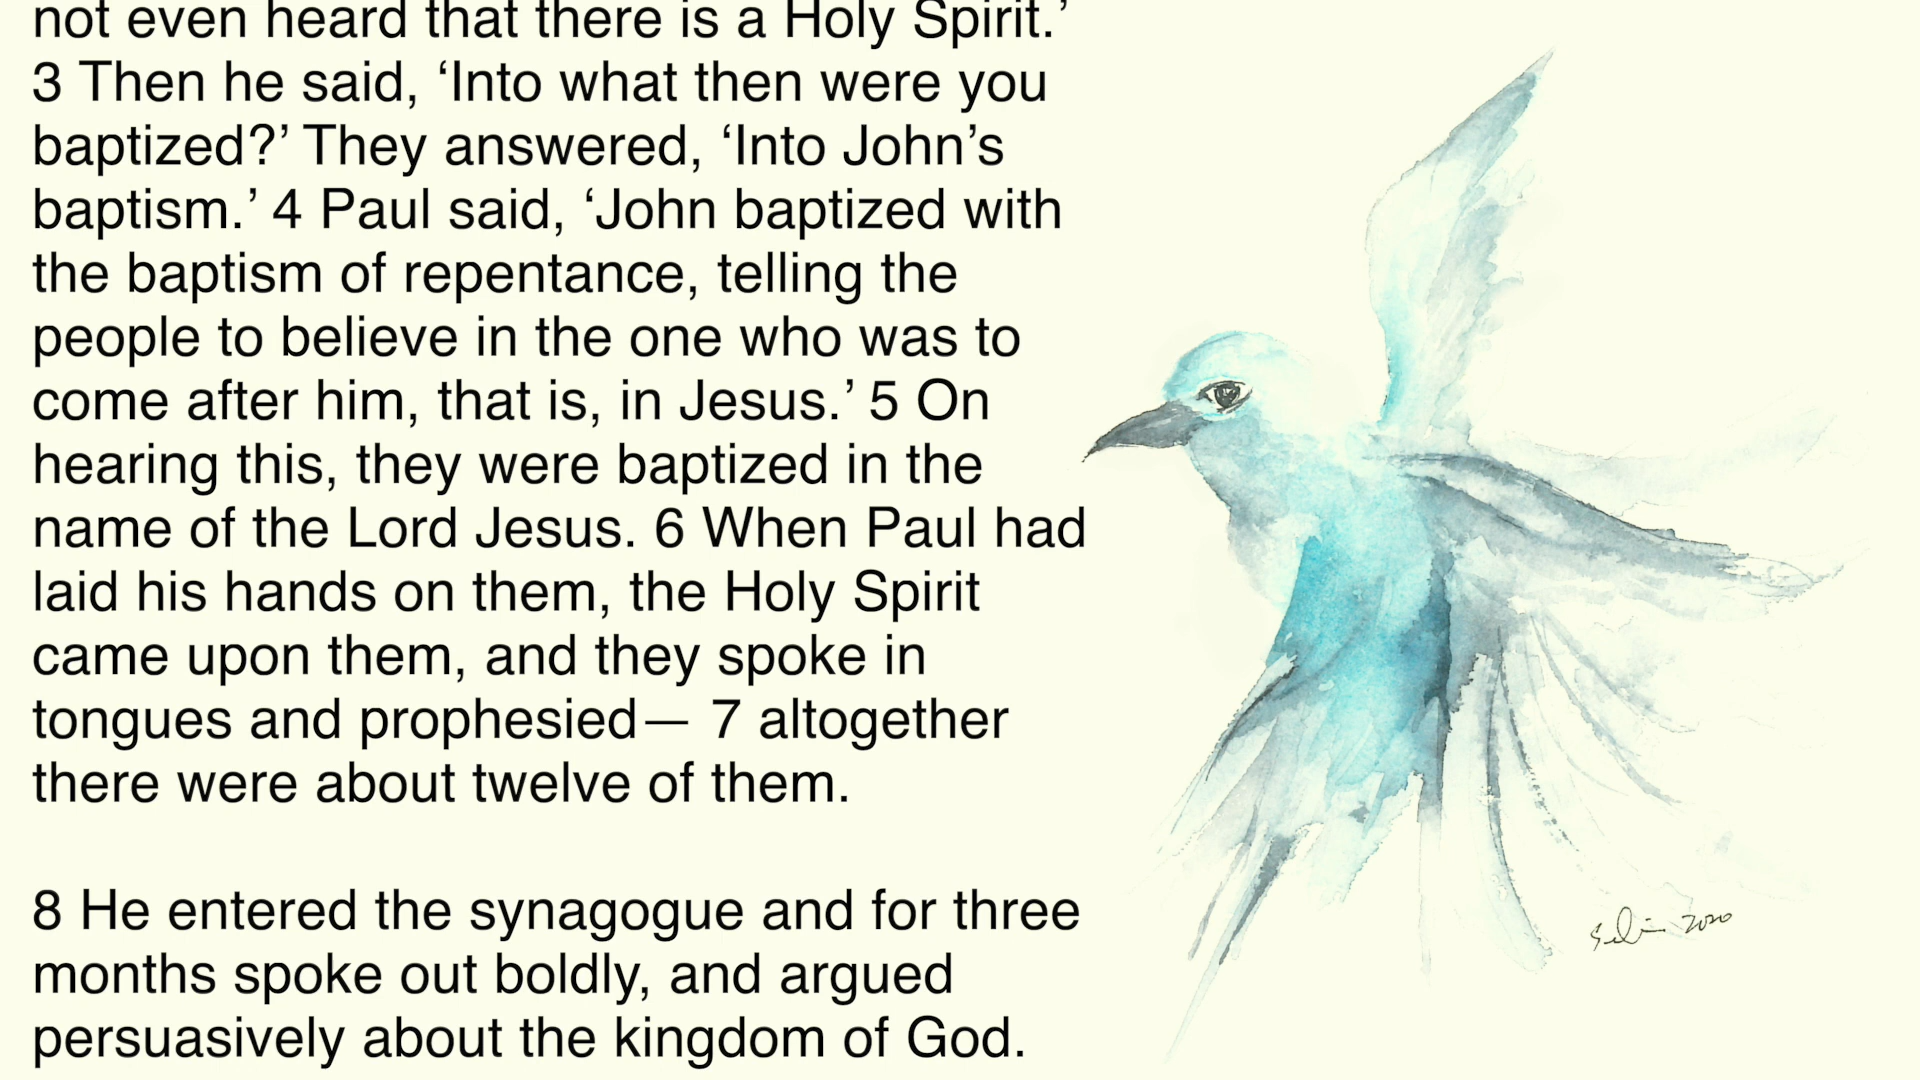 not even heard that there is a Holy Spirit.’
3 Then he said, ‘Into what then were you
baptized?’ They answered, ‘Into John’s
baptism.’ 4 Paul said, ‘John baptized with
the baptism of repentance, telling the
people to believe in the one who was to
come after him, that is, in Jesus.’ 5 On
hearing this, they were baptized in the
name of the Lord Jesus. 6 When Paul had
laid his hands on them, the Holy Spirit
came upon them, and they spoke in
tongues and prophesied— 7 altogether
there were about twelve of them.
8 He entered the synagogue and for three
months spoke out boldly, and argued
persuasively about the kingdom of God.
2020